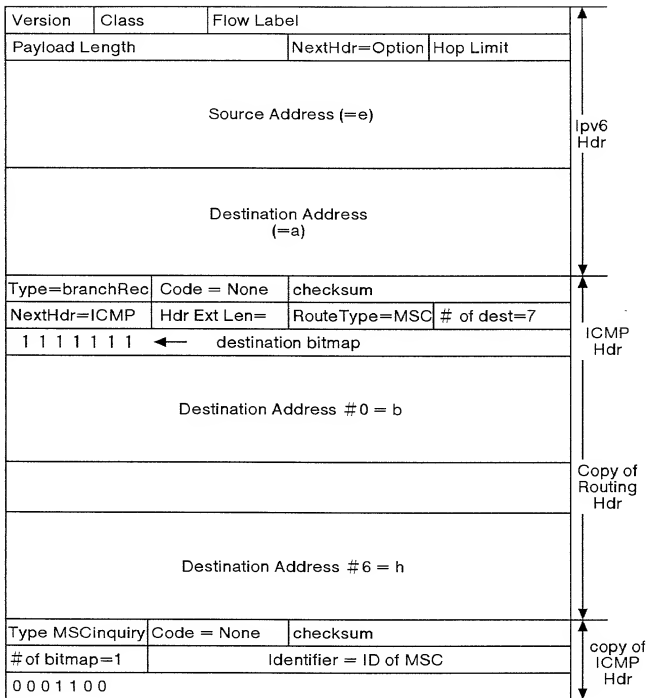 Version Class Flow Label
Payload Length NextHdr=Option Hop Limit
Source Address (=e)
Ipv6
Hdr
Destination Address
(=a)
Type=branchRec Code = None checksum
NextHdr=ICMP Hdr Ext Len= RouteType=MSC # of dest=7
ICMP
Hdr
1 1 1 1 1 1 1 ← destination bitmap
Destination Address #0 = b
Copy of
Routing
Hdr
Destination Address #6 = h
Type MSCinquiry Code = None checksum
# of bitmap=1 Identifier = ID of MSC
copy of
ICMP
Hdr
0 0 0 1 1 0 0